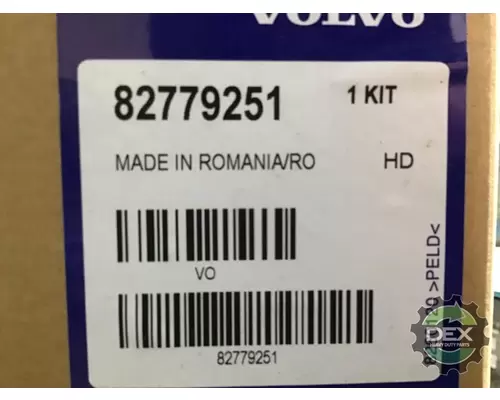 VOLVO
82779251 1 KIT
MADE IN ROMANIA/RO HD
VO
82779251
>PELD<
DEX
HEAVY DUTY PARTS